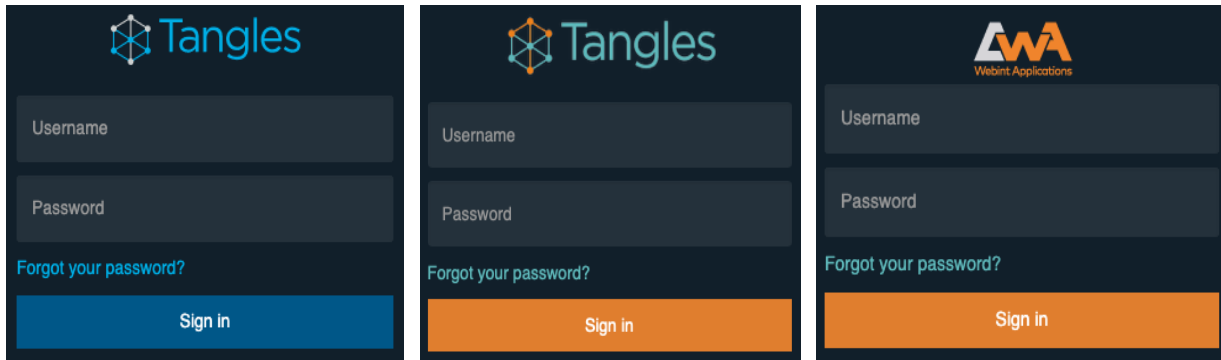 Tangles
Username
Password
Forgot your password?
Sign in
Tangles
Username
Password
Forgot your password?
Sign in
AWA
Webint Applications
Username
Password
Forgot your password?
Sign in